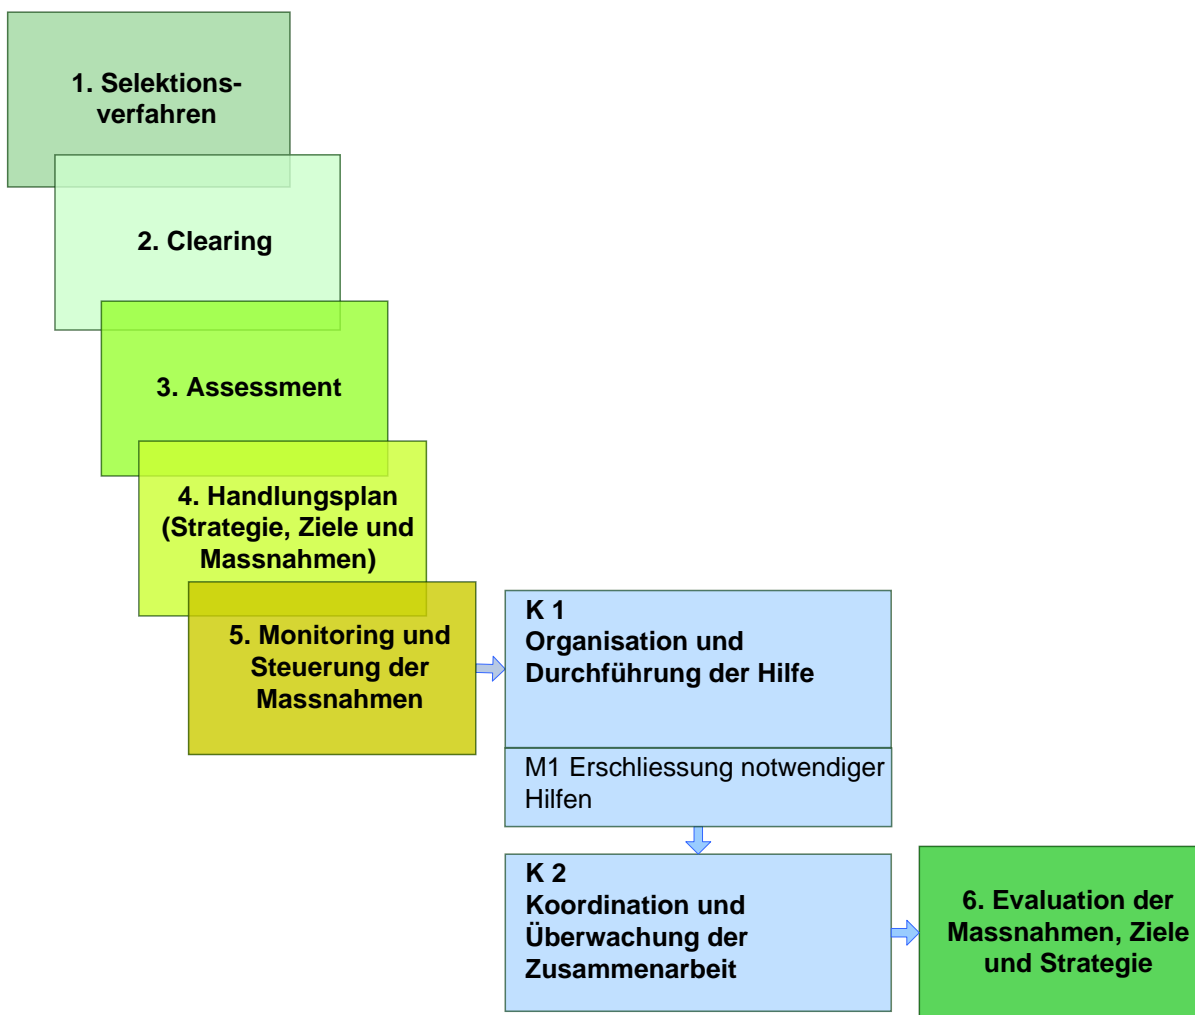 1. Selektions-
verfahren
2. Clearing
3. Assessment
4. Handlungsplan
(Strategie, Ziele und
Massnahmen)
5. Monitoring und
Steuerung der
Massnahmen
K 1
Organisation und
Durchführung der Hilfe
M1 Erschliessung notwendiger
Hilfen
K 2
Koordination und
Überwachung der
Zusammenarbeit
6. Evaluation der
Massnahmen, Ziele
und Strategie